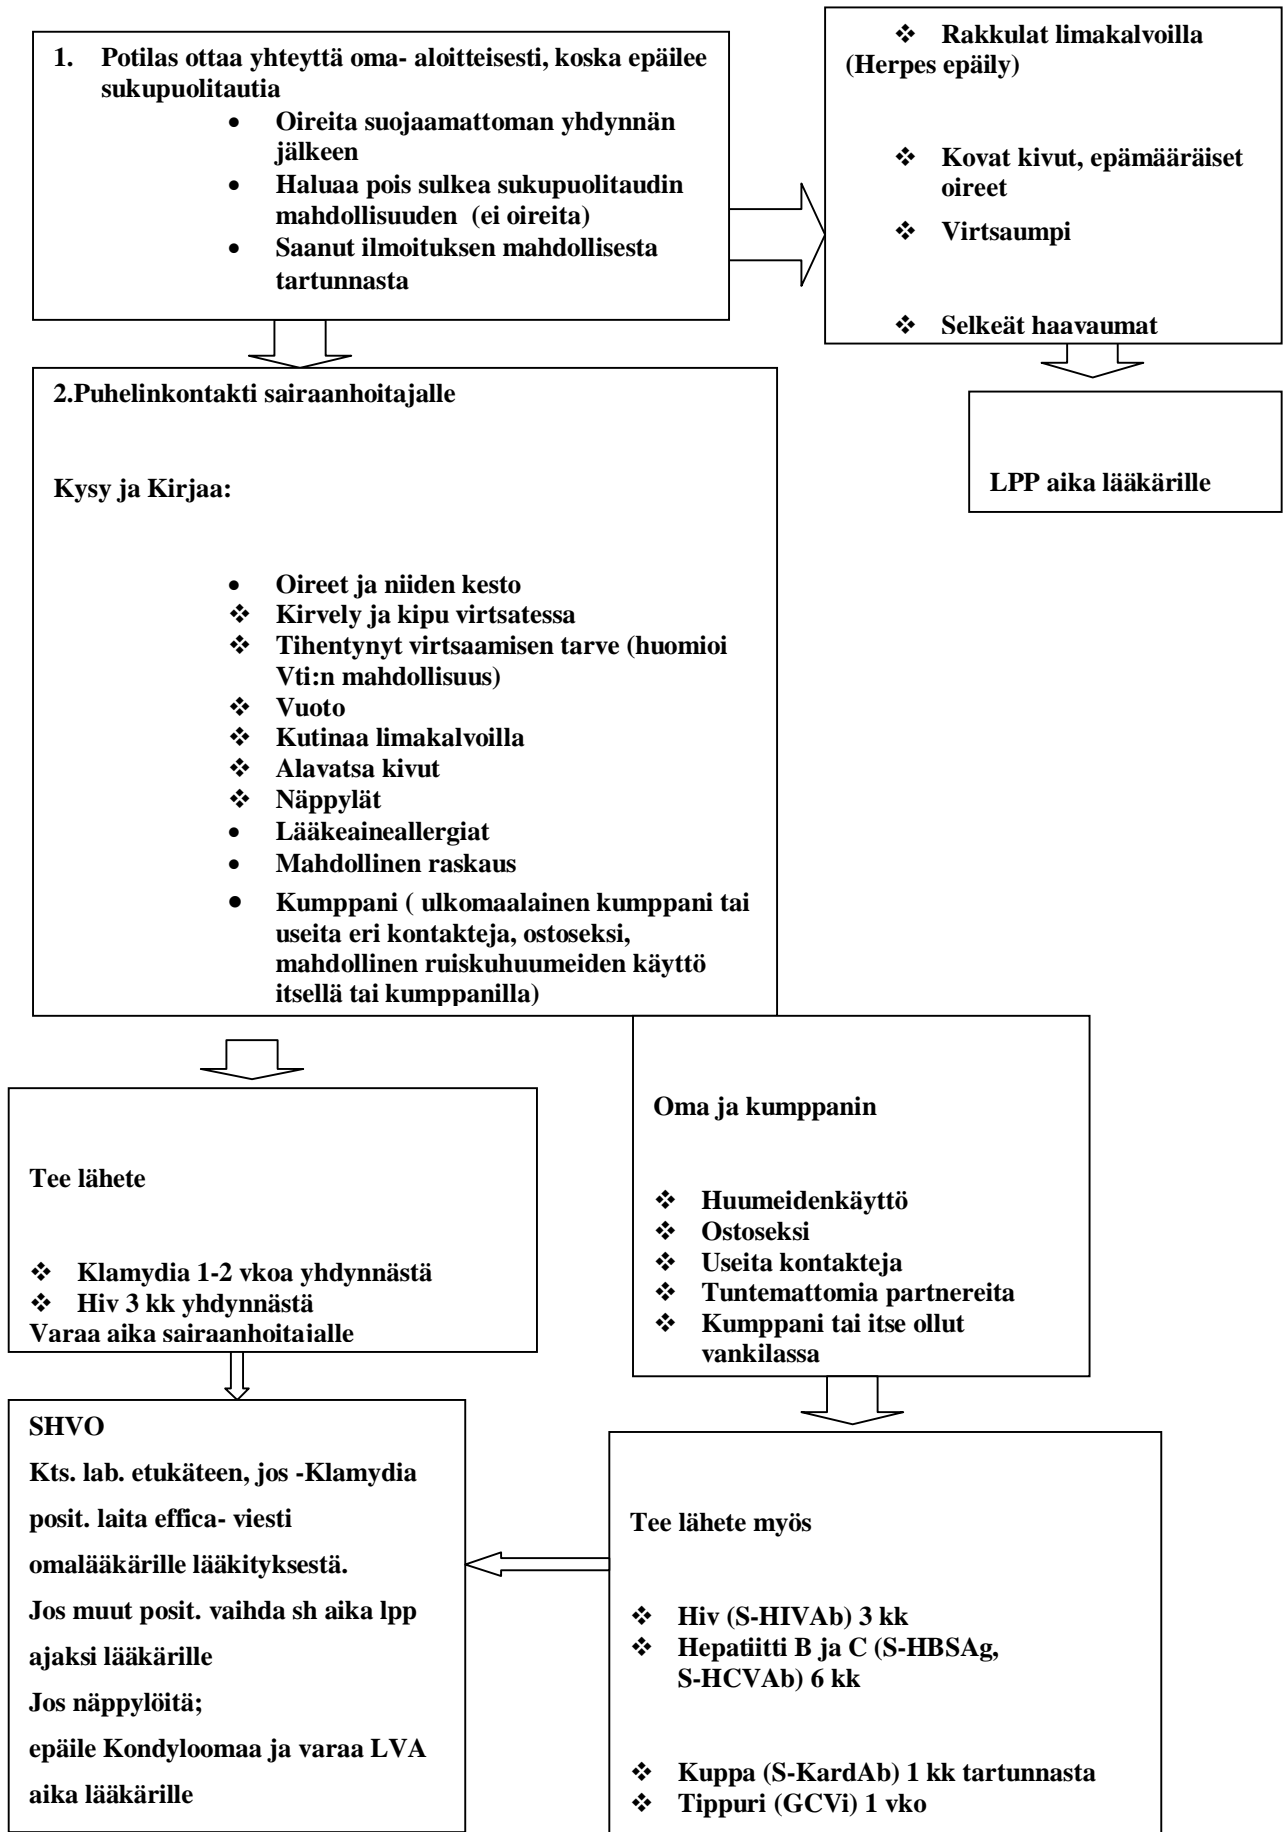 1. Potilas ottaa yhteyttä oma- aloitteisesti, koska epäilee
sukupuolitautia
• Oireita suojaamattoman yhdynnän
jälkeen
• Haluaa pois sulkea sukupuolitaudin
mahdollisuuden (ei oireita)
• Saanut ilmoituksen mahdollisesta
tartunnasta
❖ Rakkulat limakalvoilla
(Herpes epäily)
❖ Kovat kivut, epämääräiset
oireet
❖ Virtsaumpi
❖ Selkeät haavaumat
LPP aika lääkärille
2.Puhelinkontakti sairaanhoitajalle
Kysy ja Kirjaa:
• Oireet ja niiden kesto
❖ Kirvely ja kipu virtsatessa
❖ Tihentynyt virtsaamisen tarve (huomioi
Vti:n mahdollisuus)
❖ Vuoto
❖ Kutinaa limakalvoilla
❖ Alavatsa kivut
❖ Näppylät
• Lääkeaineallergiat
• Mahdollinen raskaus
• Kumppani ( ulkomaalainen kumppani tai
useita eri kontakteja, ostoseksi,
mahdollinen ruiskuhuumeiden käyttö
itsellä tai kumppanilla)
Tee lähete
❖ Klamydia 1-2 vkoa yhdynnästä
❖ Hiv 3 kk yhdynnästä
Varaa aika sairaanhoitajalle
Oma ja kumppanin
❖ Huumeidenkäyttö
❖ Ostoseksi
❖ Useita kontakteja
❖ Tuntemattomia partnereita
❖ Kumppani tai itse ollut
vankilassa
SHVO
Kts. lab. etukäteen, jos -Klamydia
posit. laita effica- viesti
omalääkärille lääkityksestä.
Jos muut posit. vaihda sh aika lpp
ajaksi lääkärille
Jos näppylöitä;
epäile Kondyloomaa ja varaa LVA
aika lääkärille
Tee lähete myös
❖ Hiv (S-HIVAb) 3 kk
❖ Hepatiitti B ja C (S-HBSAg,
S-HCVAb) 6 kk
❖ Kuppa (S-KardAb) 1 kk tartunnasta
❖ Tippuri (GCVi) 1 vko